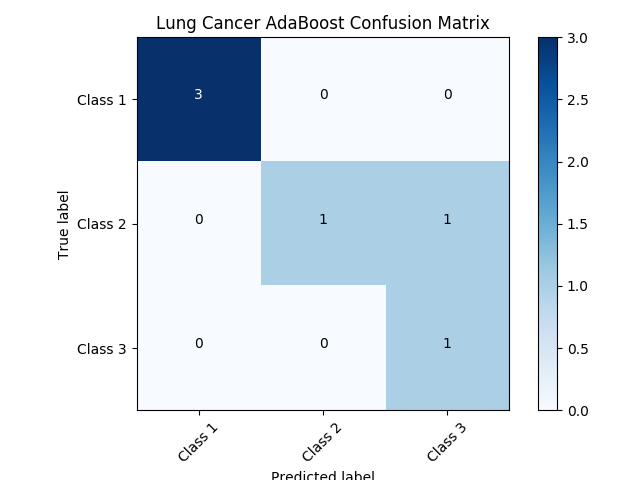 Lung Cancer AdaBoost Confusion Matrix
True label
Class 1
3 0 0
Class 2
0 1 1
Class 3
0 0 1
Class 1 Class 2 Class 3
Predicted label
3.0
2.5
2.0
1.5
1.0
0.5
0.0